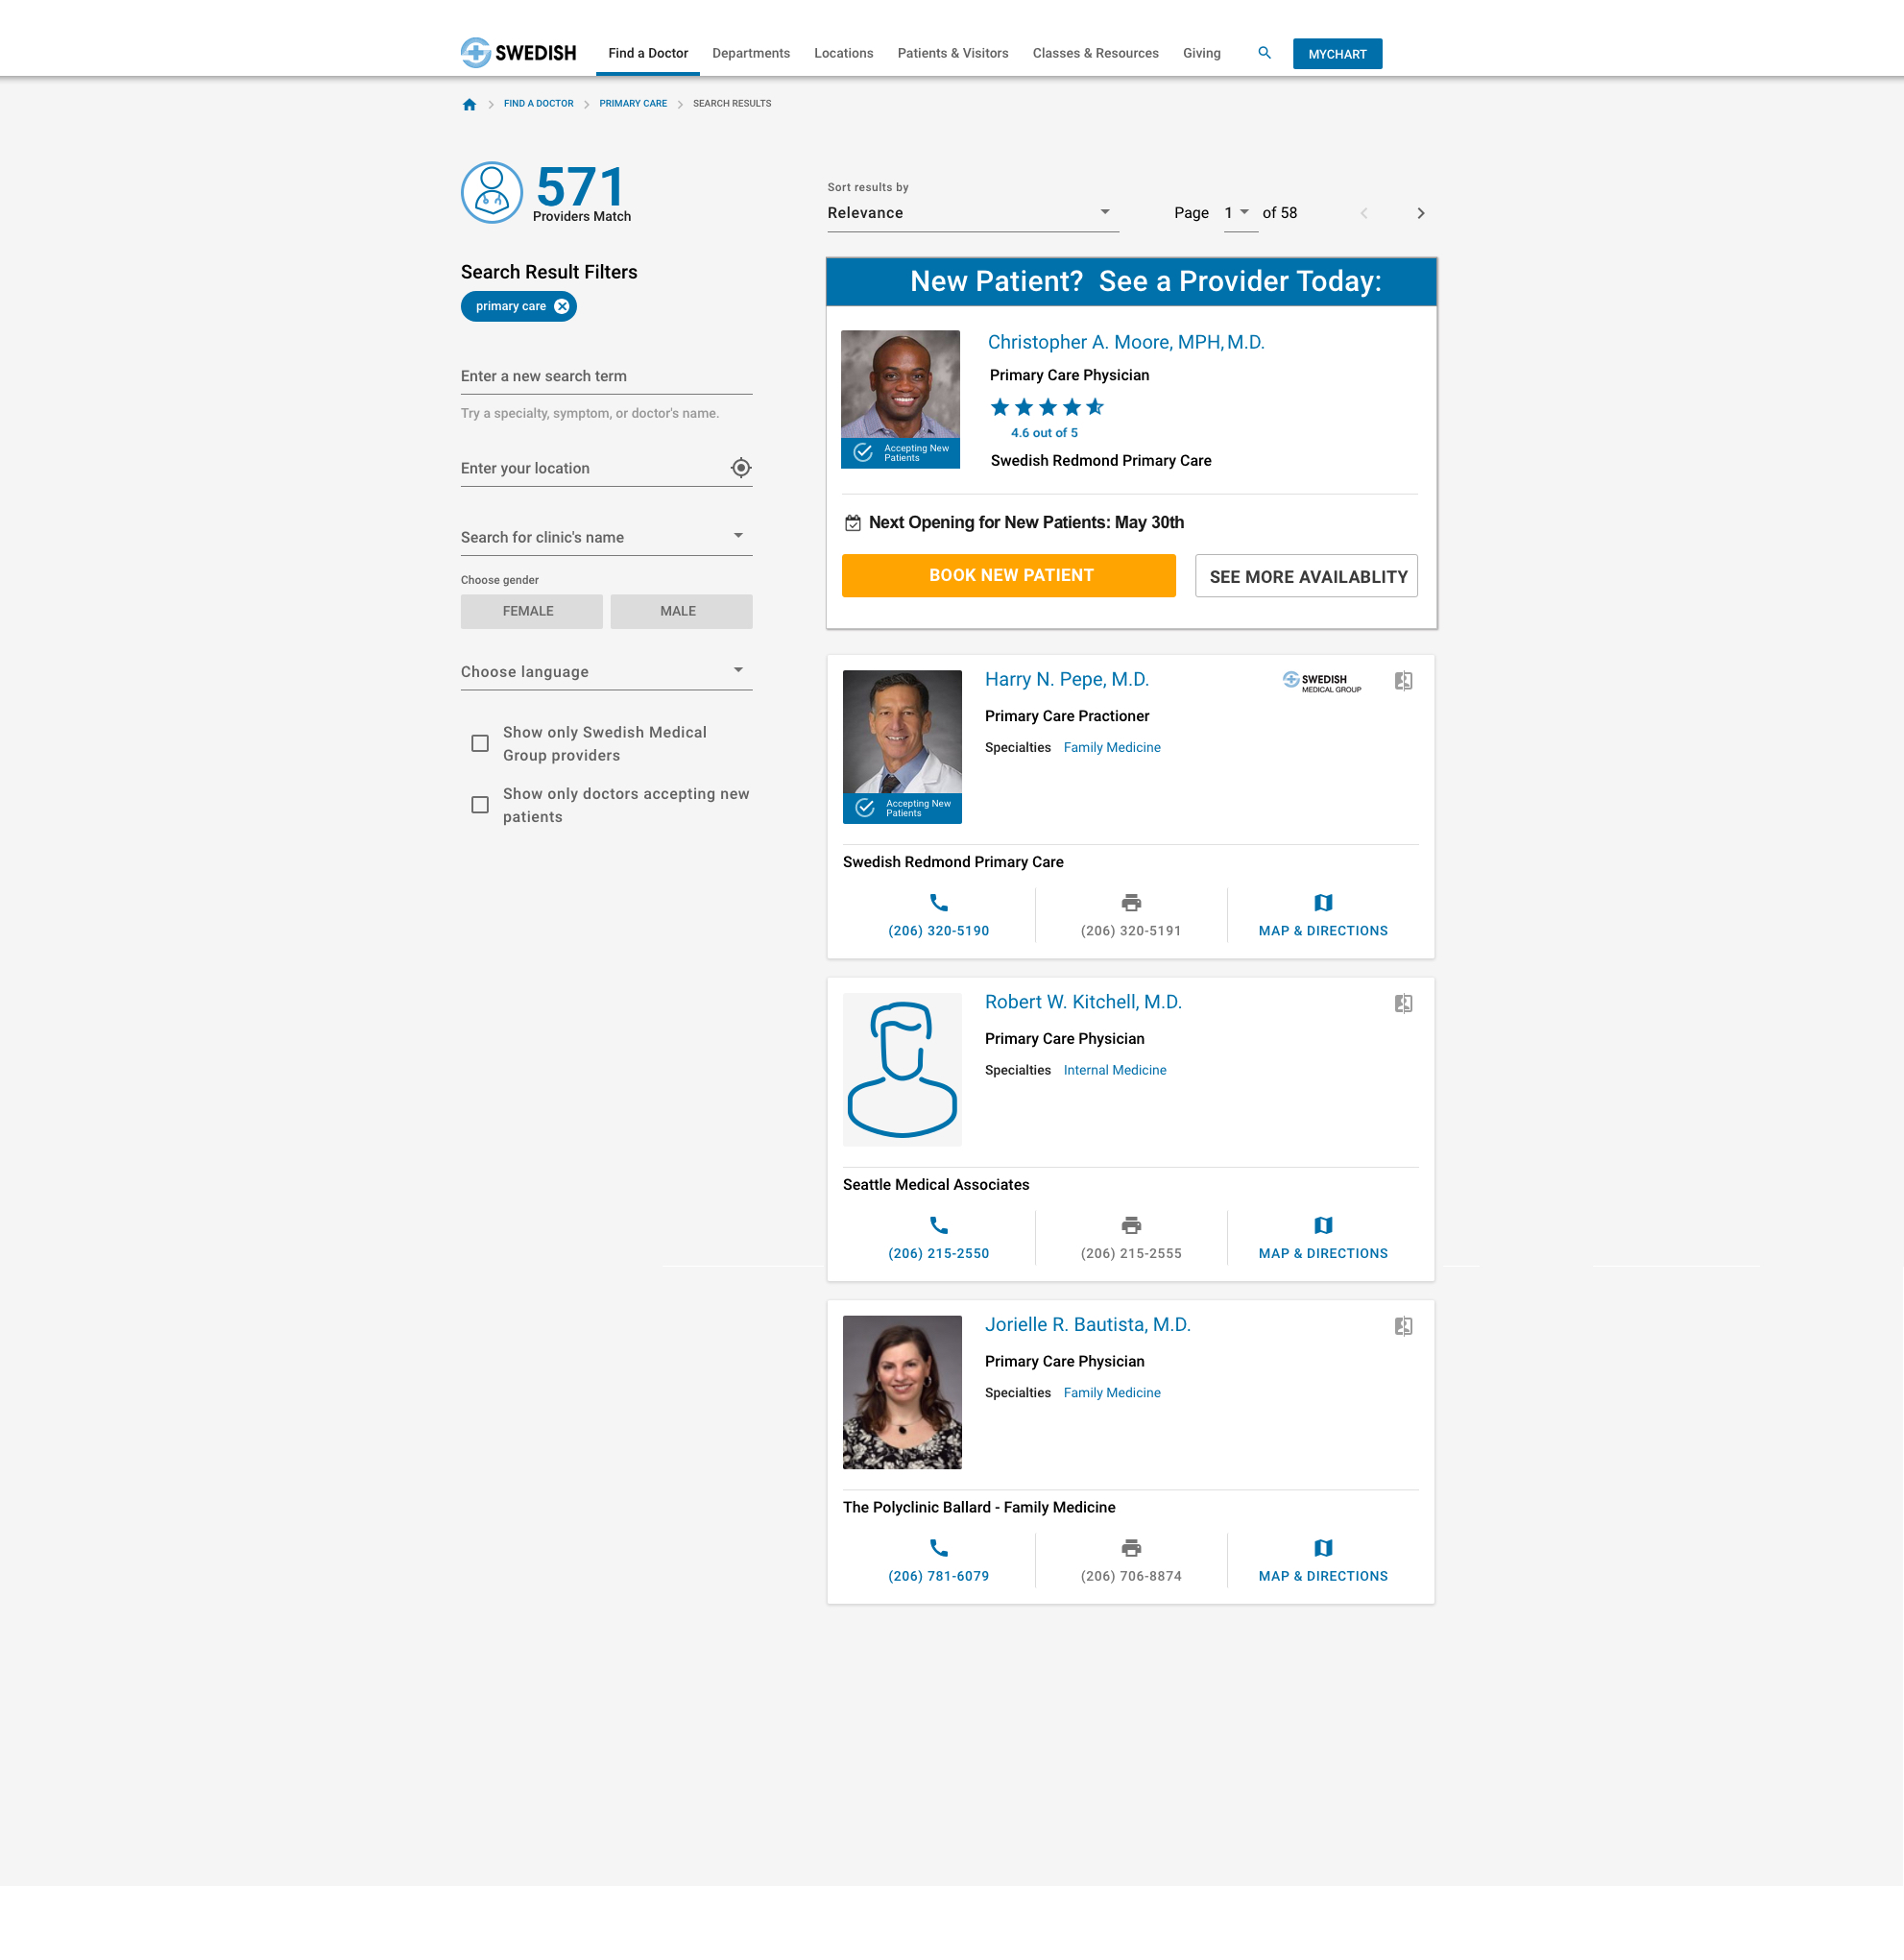 SWEDISH
Find a Doctor
Departments
Locations
Patients & Visitors
Classes & Resources
Giving
MYCHART
FIND A DOCTOR
PRIMARY CARE
SEARCH RESULTS
571
Providers Match
Search Result Filters
primary care
Enter a new search term
Try a specialty, symptom, or doctor's name.
Enter your location
Search for clinic's name
Choose gender
FEMALE
MALE
Choose language
Show only Swedish Medical
Group providers
Show only doctors accepting new
patients
Sort results by
Relevance
Page 1 of 58
New Patient? See a Provider Today:
Christopher A. Moore, MPH, M.D.
Primary Care Physician
4.6 out of 5
Accepting New
Patients
Swedish Redmond Primary Care
Next Opening for New Patients: May 30th
BOOK NEW PATIENT
SEE MORE AVAILABLITY
Harry N. Pepe, M.D.
SWEDISH
MEDICAL GROUP
Primary Care Practioner
Specialties Family Medicine
Accepting New
Patients
Swedish Redmond Primary Care
(206) 320-5190
(206) 320-5191
MAP & DIRECTIONS
Robert W. Kitchell, M.D.
Primary Care Physician
Specialties Internal Medicine
Seattle Medical Associates
(206) 215-2550
(206) 215-2555
MAP & DIRECTIONS
Jorielle R. Bautista, M.D.
Primary Care Physician
Specialties Family Medicine
The Polyclinic Ballard - Family Medicine
(206) 781-6079
(206) 706-8874
MAP & DIRECTIONS